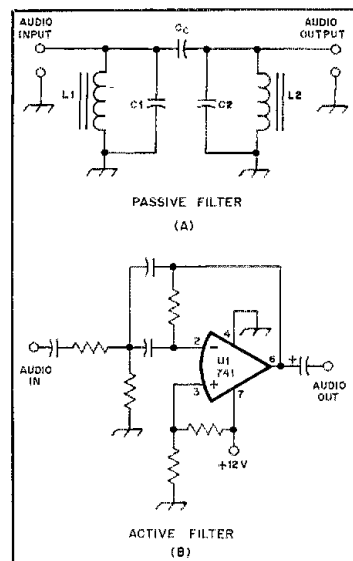 AUDIO INPUT
Cc
AUDIO OUTPUT
L1
C1
C2
L2
PASSIVE FILTER
(A)
AUDIO IN
2
4
U1
741
6
3
7
+
AUDIO OUT
+12V
ACTIVE FILTER
(B)